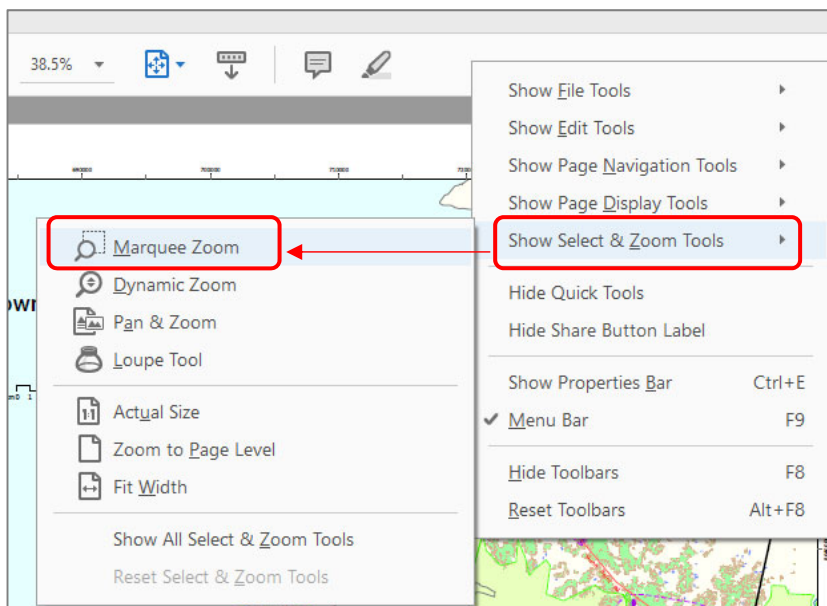 38.5%
Show File Tools
Show Edit Tools
Show Page Navigation Tools
Show Page Display Tools
Show Select & Zoom Tools
Hide Quick Tools
Hide Share Button Label
Show Properties Bar Ctrl+E
Menu Bar F9
Hide Toolbars F8
Reset Toolbars Alt+F8
Marquee Zoom
Dynamic Zoom
Pan & Zoom
Loupe Tool
Actual Size
Zoom to Page Level
Fit Width
Show All Select & Zoom Tools
Reset Select & Zoom Tools